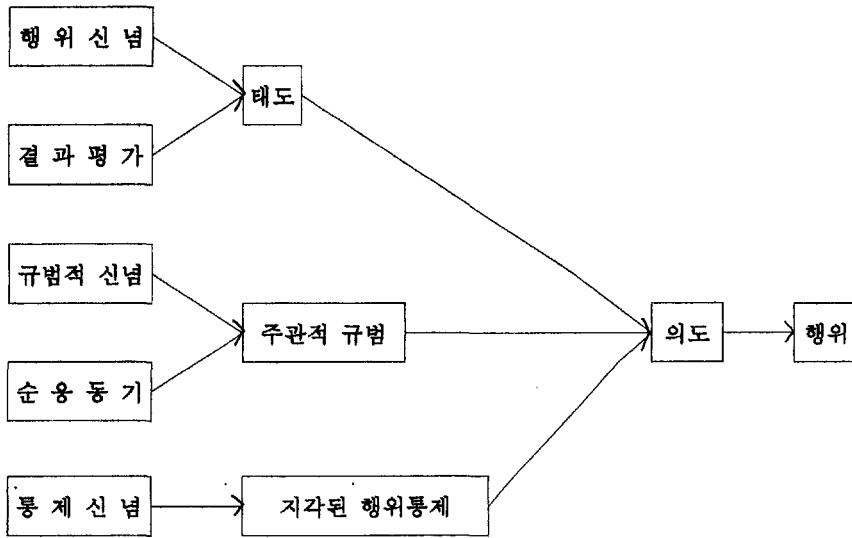 행 위 신 념
태도
결 과 평 가
규범적 신념
주관적 규범
순 응 동 기
의도
행위
통 제 신 념
지각된 행위통제